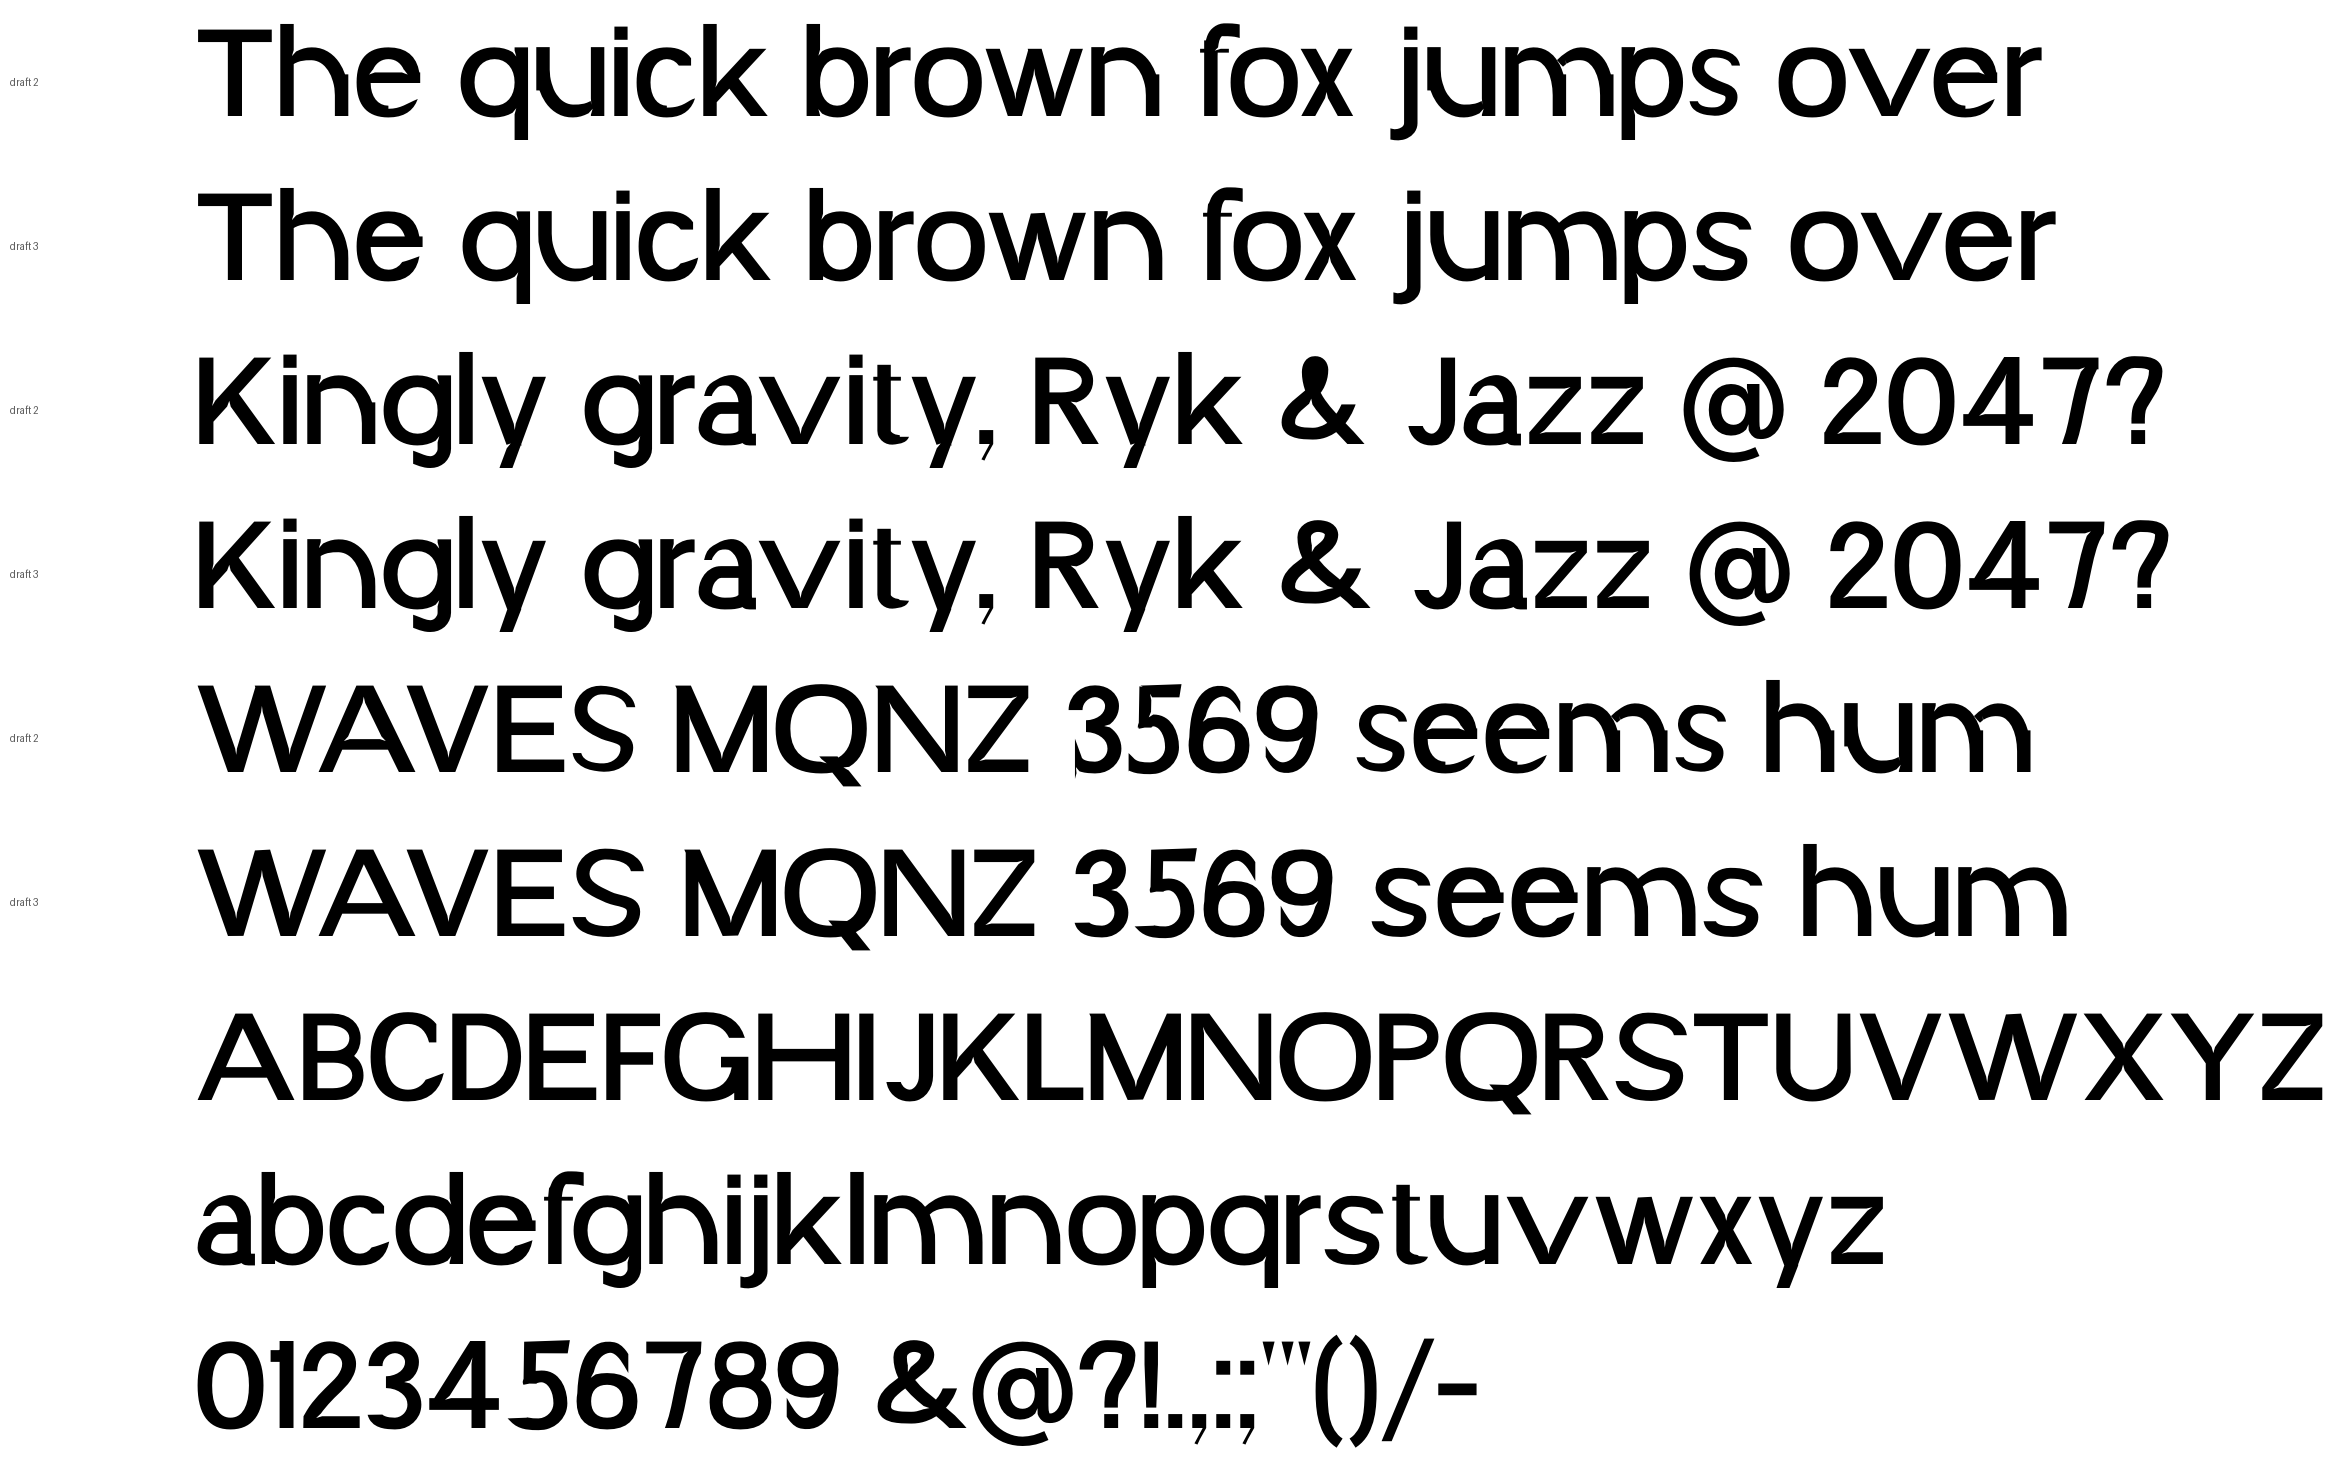 draft 2 The quick brown fox jumps over
draft 3 The quick brown fox jumps over
draft 2 Kingly gravity, Ryk & Jazz @ 2047?
draft 3 Kingly gravity, Ryk & Jazz @ 2047?
draft 2 WAVES MQNZ 3569 seems hum
draft 3 WAVES MQNZ 3569 seems hum
ABCDEFGHIJKLMNOPQRSTUVWXYZ
abcdefghijklmnopqrstuvwxyz
0123456789 &@?!.,:;'"()/-